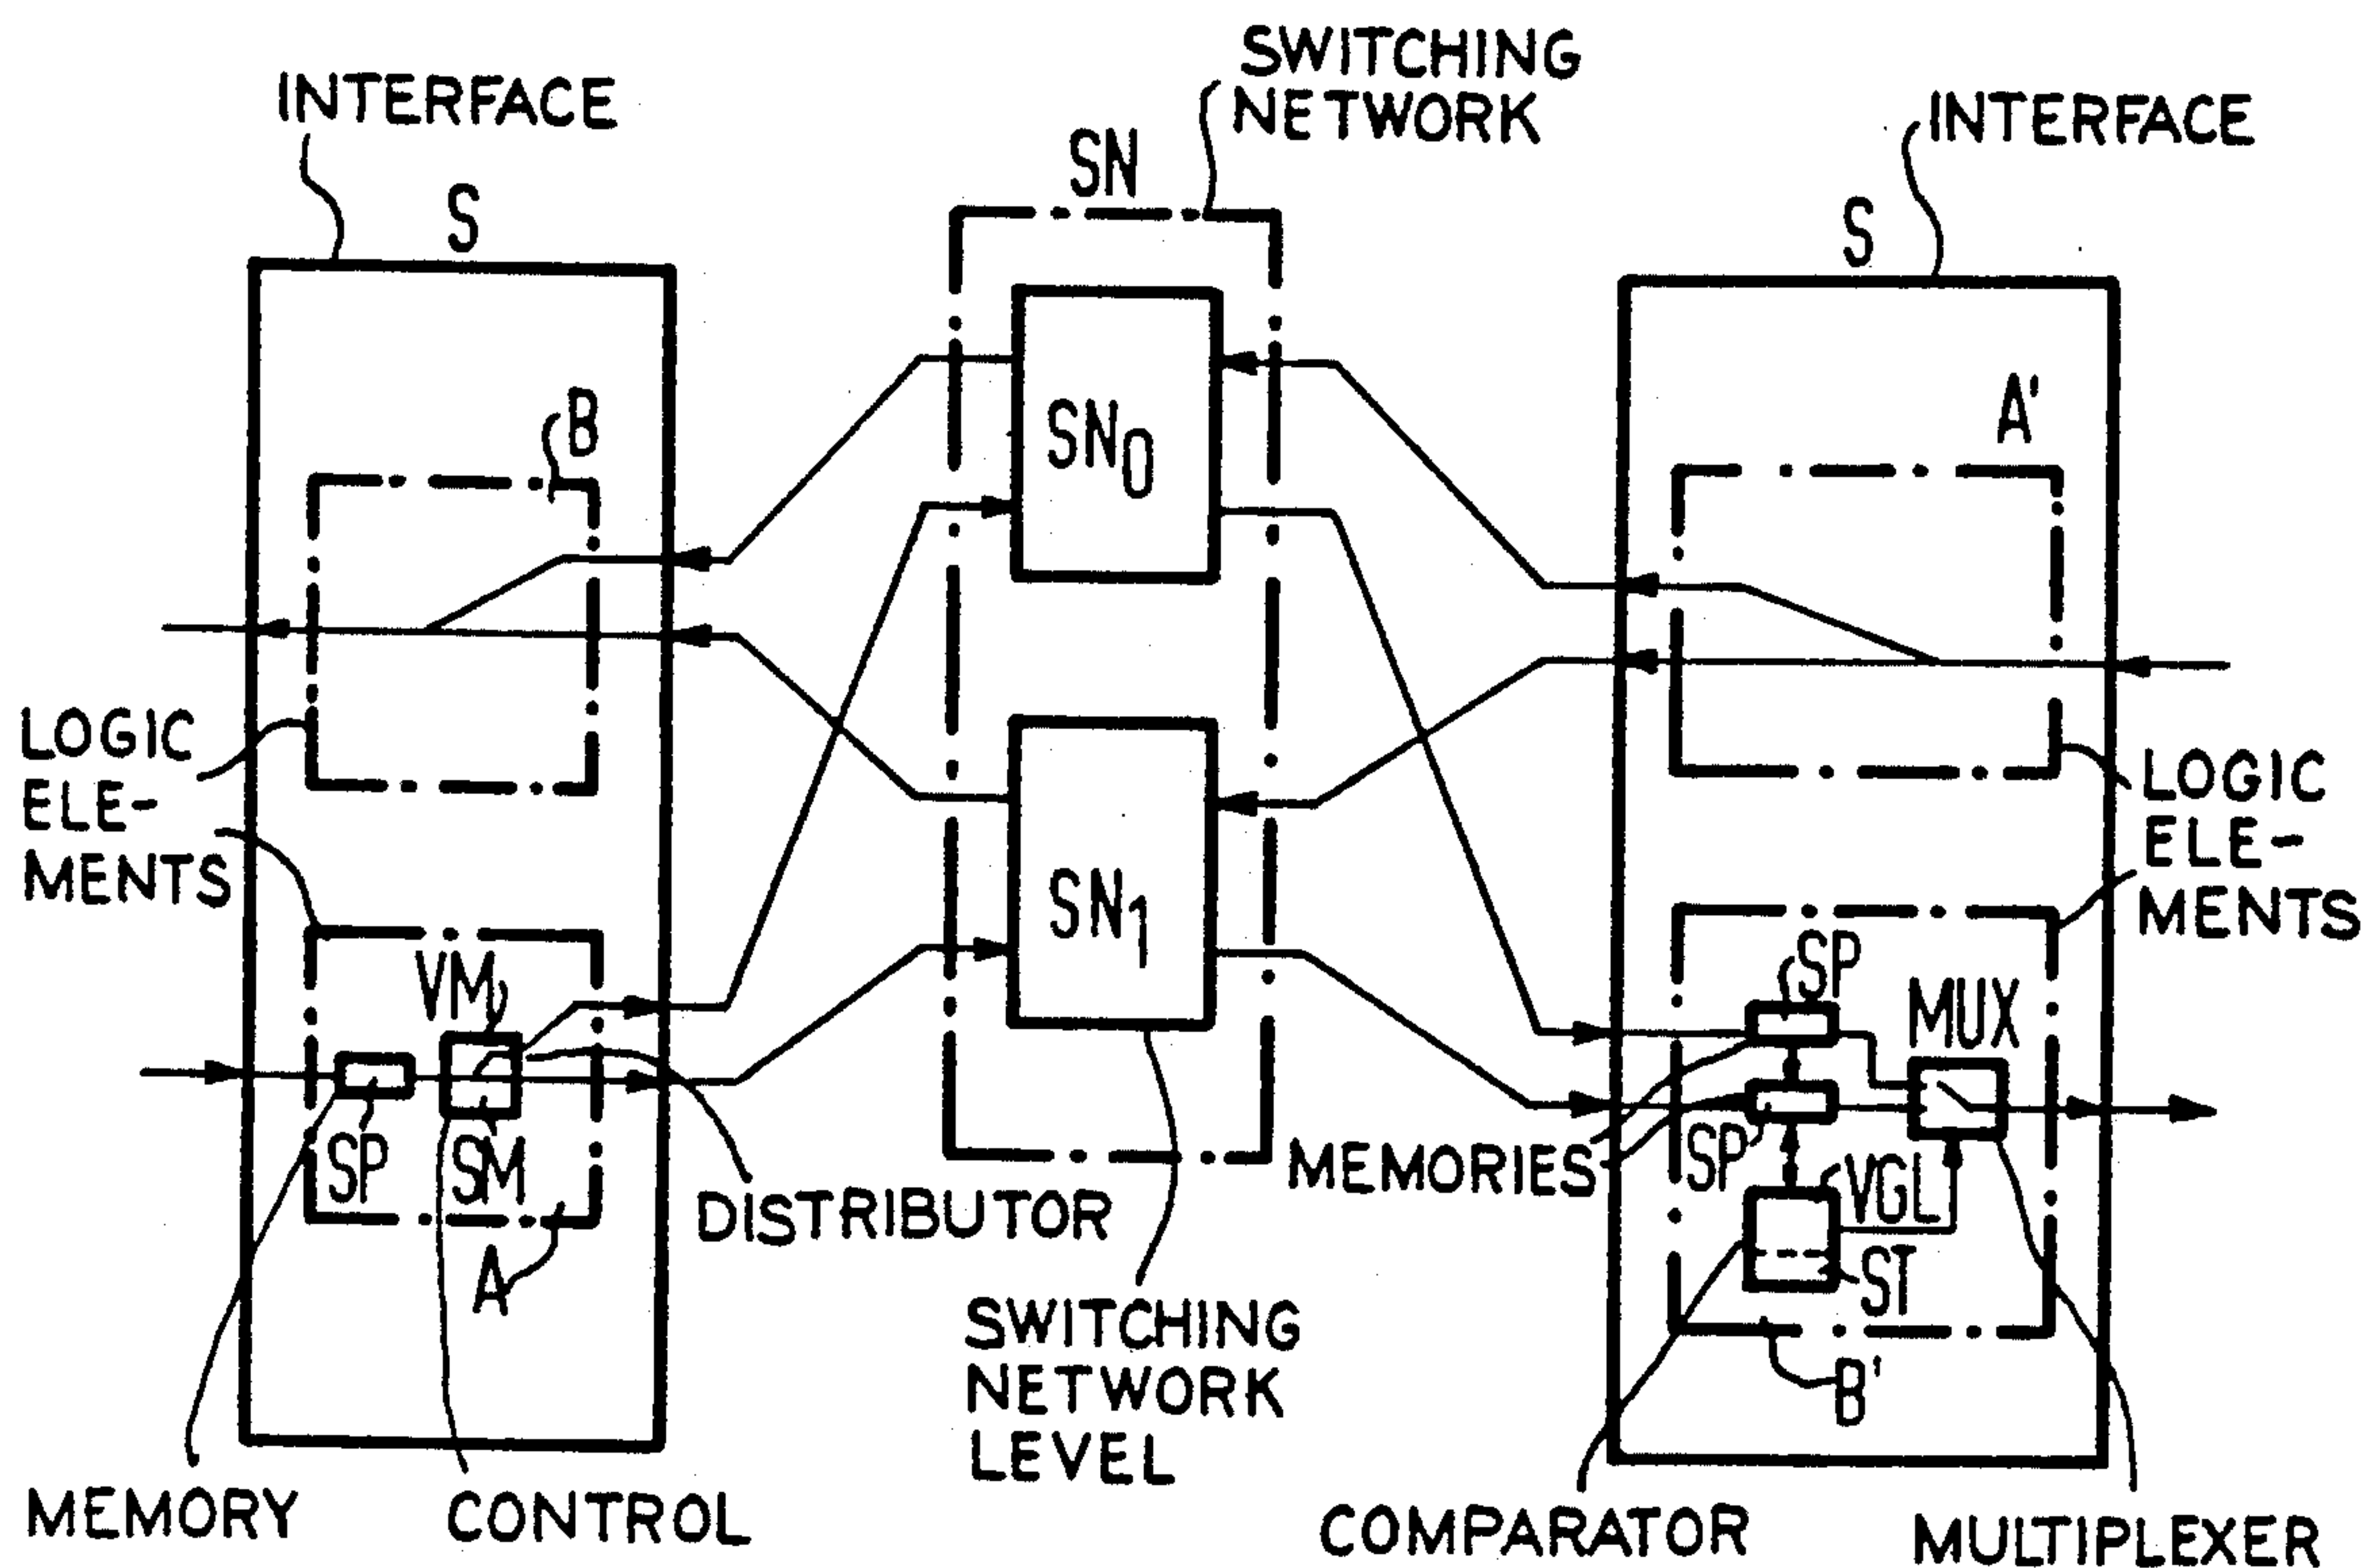 SWITCHING
NETWORK
INTERFACE
INTERFACE
SN
S
S
B
A'
SN0
LOGIC
ELE-
MENTS
LOGIC
ELE-
MENTS
SN1
VM
SP
MUX
SP
SM
MEMORIES
SP
VGL
DISTRIBUTOR
A
ST
SWITCHING
NETWORK
LEVEL
B'
MEMORY
CONTROL
COMPARATOR
MULTIPLEXER